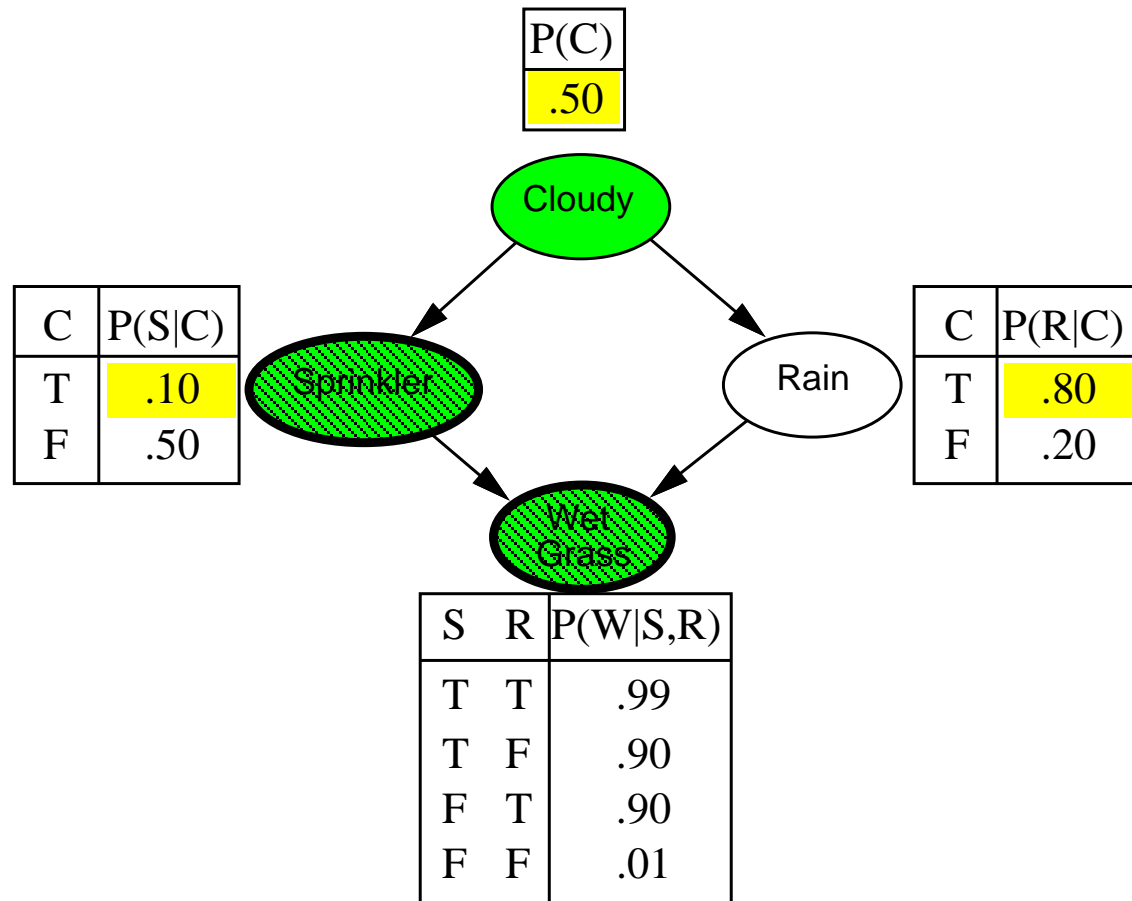 P(C)
.50
Cloudy
C P(S|C)
T .10
F .50
Sprinkler
Rain
C P(R|C)
T .80
F .20
Wet
Grass
S R P(W|S,R)
T T .99
T F .90
F T .90
F F .01